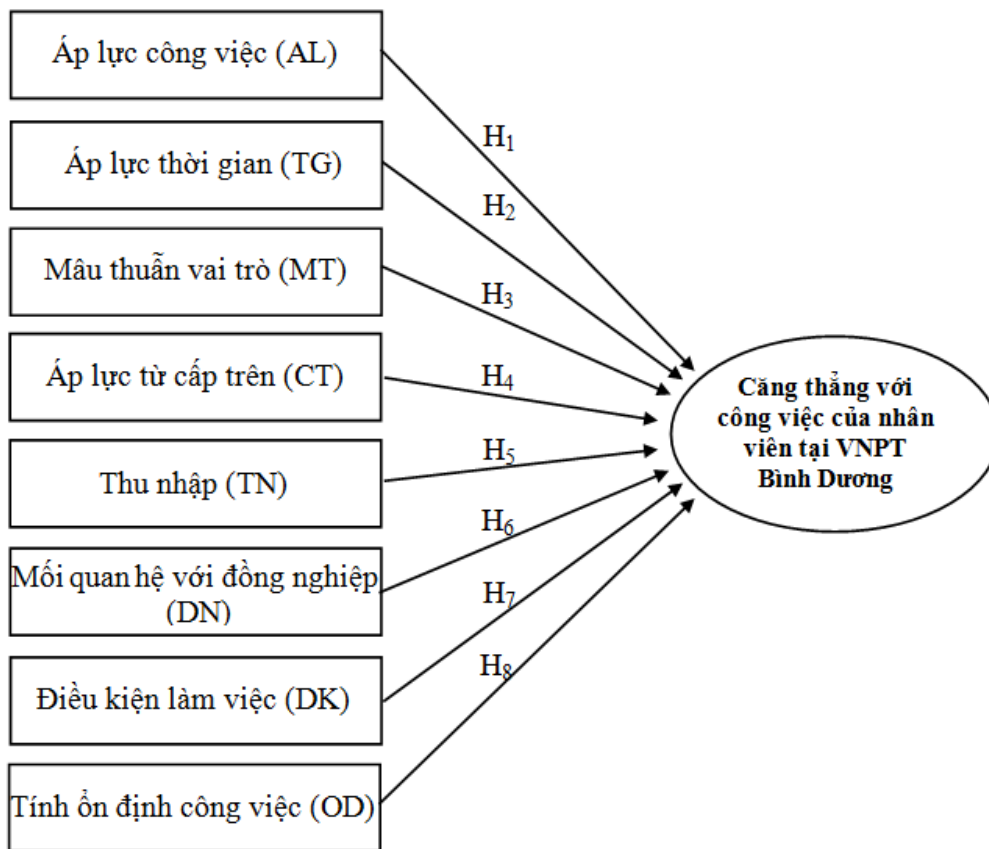 Áp lực công việc (AL)
Áp lực thời gian (TG)
Mâu thuẫn vai trò (MT)
Áp lực từ cấp trên (CT)
Thu nhập (TN)
Mối quan hệ với đồng nghiệp
(DN)
Điều kiện làm việc (DK)
Tính ổn định công việc (OD)
H₁
H₂
H₃
H₄
H₅
H₆
H₇
H₈
Căng thẳng với
công việc của nhân
viên tại VNPT
Bình Dương